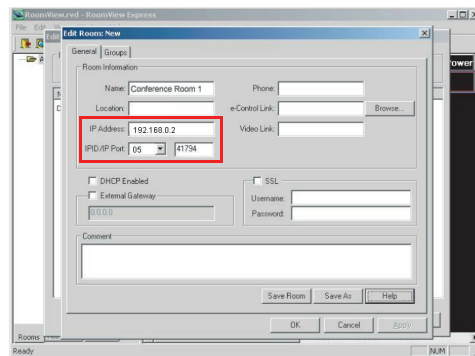 RoomView.rvd - RoomView Express
File Edit
Edit Room: New
General Groups
Room Information
Name: Conference Room 1 Phone:
Location: e-Control Link: Browse...
IP Address: 192.168.0.2 Video Link:
IPID/IP Port: 05 41794
DHCP Enabled SSL
External Gateway Username:
0.0.0.0 Password:
Comment
Save Room Save As Help
OK Cancel Apply
Rooms
Ready NUM